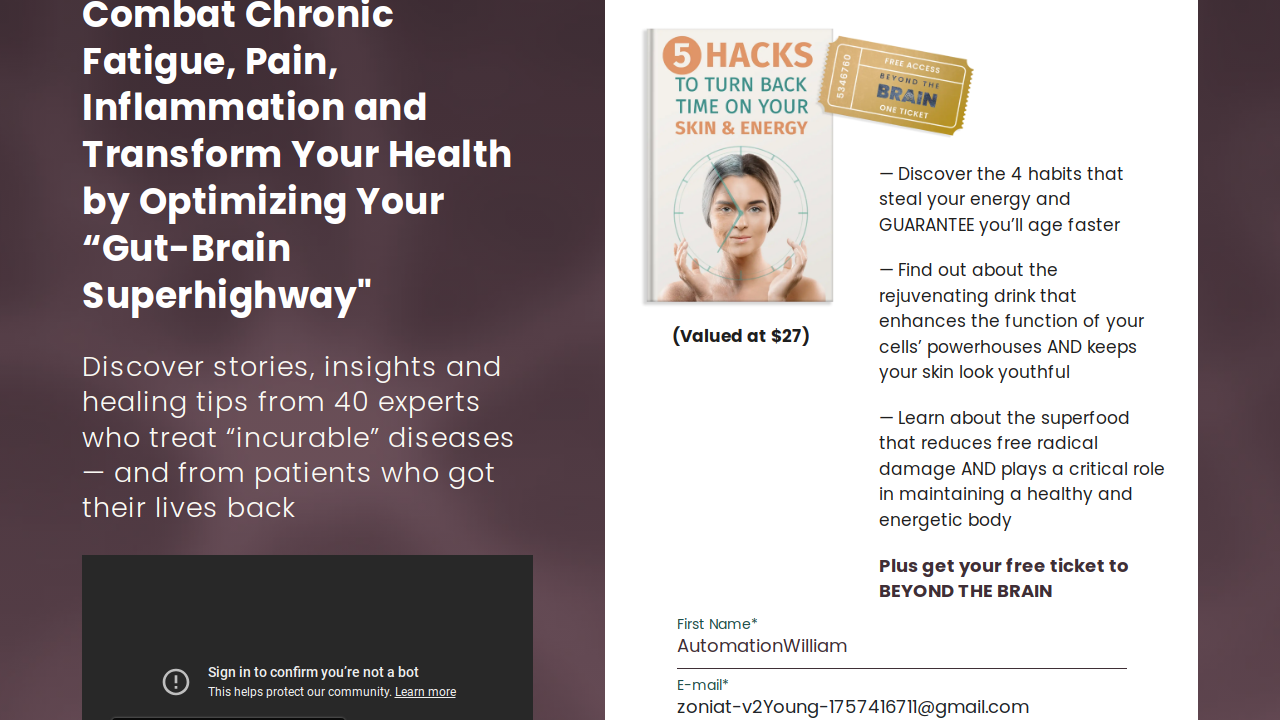 Combat Chronic
Fatigue, Pain,
Inflammation and
Transform Your Health
by Optimizing Your
“Gut-Brain
Superhighway"
Discover stories, insights and
healing tips from 40 experts
who treat “incurable” diseases
— and from patients who got
their lives back
Sign in to confirm you’re not a bot
This helps protect our community. Learn more
5 HACKS
TO TURN BACK
TIME ON YOUR
SKIN & ENERGY
5346760
FREE ACCESS
BEYOND THE
BRAIN
ONE TICKET
(Valued at $27)
— Discover the 4 habits that
steal your energy and
GUARANTEE you’ll age faster
— Find out about the
rejuvenating drink that
enhances the function of your
cells’ powerhouses AND keeps
your skin look youthful
— Learn about the superfood
that reduces free radical
damage AND plays a critical role
in maintaining a healthy and
energetic body
Plus get your free ticket to
BEYOND THE BRAIN
First Name*
AutomationWilliam
E-mail*
zoniat-v2Young-1757416711@gmail.com